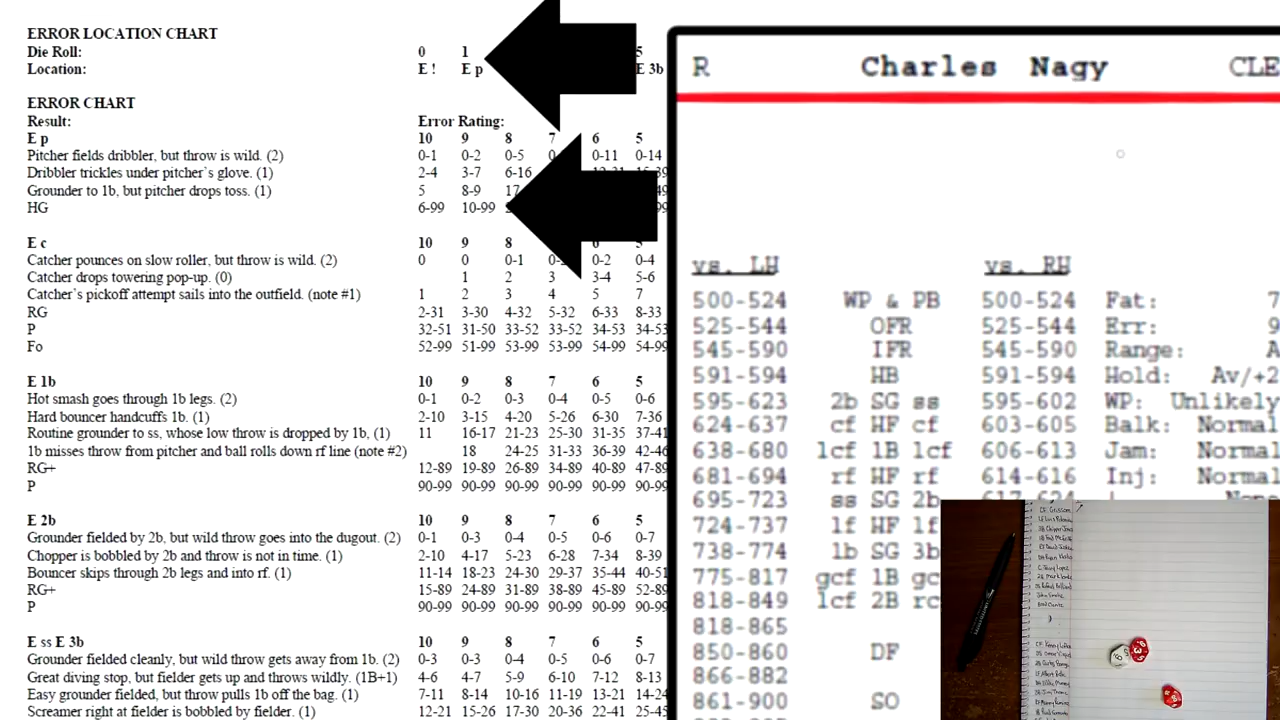 ERROR LOCATION CHART
Die Roll: 0 1 5
Location: E ! E p E 3b
ERROR CHART
Result: Error Rating:
E p 10 9 8 7 6 5
Pitcher fields dribbler, but throw is wild. (2) 0-1 0-2 0-5 0-11 0-14
Dribbler trickles under pitcher's glove. (1) 2-4 3-7 6-16
Grounder to 1b, but pitcher drops toss. (1) 5 8-9 17
HG 6-99 10-99
E c 10 9 8 6 5
Catcher pounces on slow roller, but throw is wild. (2) 0 0 0-1 0-2 0-4
Catcher drops towering pop-up. (0) 1 2 3 3-4 5-6
Catcher's pickoff attempt sails into the outfield. (note #1) 1 2 3 4 5 7
RG 2-31 3-30 4-32 5-32 6-33 8-33
P 32-51 31-50 33-52 33-52 34-53 34-53
Fo 52-99 51-99 53-99 53-99 54-99 54-99
E 1b 10 9 8 7 6 5
Hot smash goes through 1b legs. (2) 0-1 0-2 0-3 0-4 0-5 0-6
Hard bouncer handcuffs 1b. (1) 2-10 3-15 4-20 5-26 6-30 7-36
Routine grounder to ss, whose low throw is dropped by 1b, (1) 11 16-17 21-23 25-30 31-35 37-41
1b misses throw from pitcher and ball rolls down rf line (note #2) 18 24-25 31-33 36-39 42-46
RG+ 12-89 19-89 26-89 34-89 40-89 47-89
P 90-99 90-99 90-99 90-99 90-99 90-99
E 2b 10 9 8 7 6 5
Grounder fielded by 2b, but wild throw goes into the dugout. (2) 0-1 0-3 0-4 0-5 0-6 0-7
Chopper is bobbled by 2b and throw is not in time. (1) 2-10 4-17 5-23 6-28 7-34 8-39
Bouncer skips through 2b legs and into rf. (1) 11-14 18-23 24-30 29-37 35-44 40-51
RG+ 15-89 24-89 31-89 38-89 45-89 52-89
P 90-99 90-99 90-99 90-99 90-99 90-99
E ss E 3b 10 9 8 7 6 5
Grounder fielded cleanly, but wild throw gets away from 1b. (2) 0-3 0-3 0-4 0-5 0-6 0-7
Great diving stop, but fielder gets up and throws wildly. (1B+1) 4-6 4-7 5-9 6-10 7-12 8-13
Easy grounder fielded, but throw pulls 1b off the bag. (1) 7-11 8-14 10-16 11-19 13-21 14-24
Screamer right at fielder is bobbled by fielder. (1) 12-21 15-26 17-30 20-36 22-41 25-45
R Charles Nagy CLE
vs. LH vs. RH
500-524 WP & PB 500-524 Fat: 7
525-544 OFR 525-544 Err: 9
545-590 IFR 545-590 Range: A
591-594 HB 591-594 Hold: Av/+2
595-623 2b SG ss 595-602 WP: Unlikely
624-637 cf HF cf 603-605 Balk: Normal
638-680 lcf 1B lcf 606-613 Jam: Normal
681-694 rf HF rf 614-616 Inj: Normal
695-723 ss SG 2b 617-624
724-737 lf HF lf
738-774 1b SG 3b
775-817 gcf 1B gc
818-849 lcf 2B rc
818-865
850-860 DF
866-882
861-900 SO